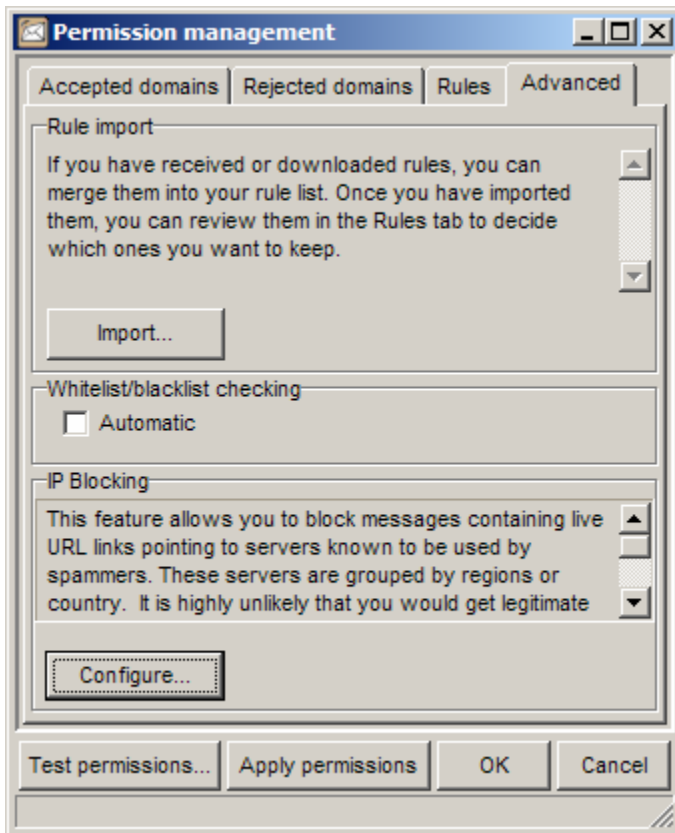 Permission management
Accepted domains Rejected domains Rules Advanced
Rule import
If you have received or downloaded rules, you can
merge them into your rule list. Once you have imported
them, you can review them in the Rules tab to decide
which ones you want to keep.
Import...
Whitelist/blacklist checking
Automatic
IP Blocking
This feature allows you to block messages containing live
URL links pointing to servers known to be used by
spammers. These servers are grouped by regions or
country.  It is highly unlikely that you would get legitimate
Configure...
Test permissions... Apply permissions OK Cancel